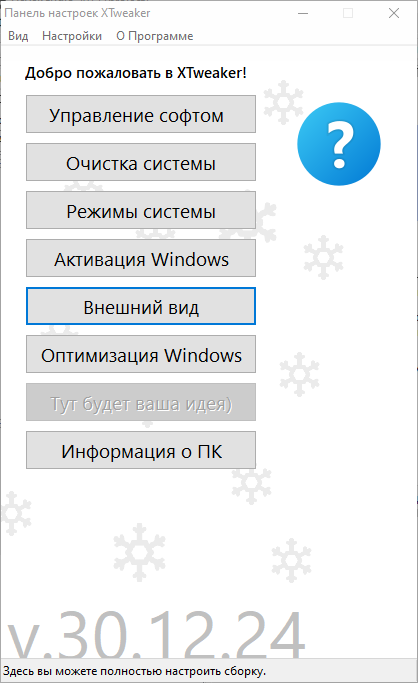 Панель настроек XTweaker
Вид Настройки О Программе
Добро пожаловать в XTweaker!
Управление софтом
Очистка системы
Режимы системы
Активация Windows
Внешний вид
Оптимизация Windows
Тут будет ваша идея)
Информация о ПК
v.30.12.24
Здесь вы можете полностью настроить сборку.